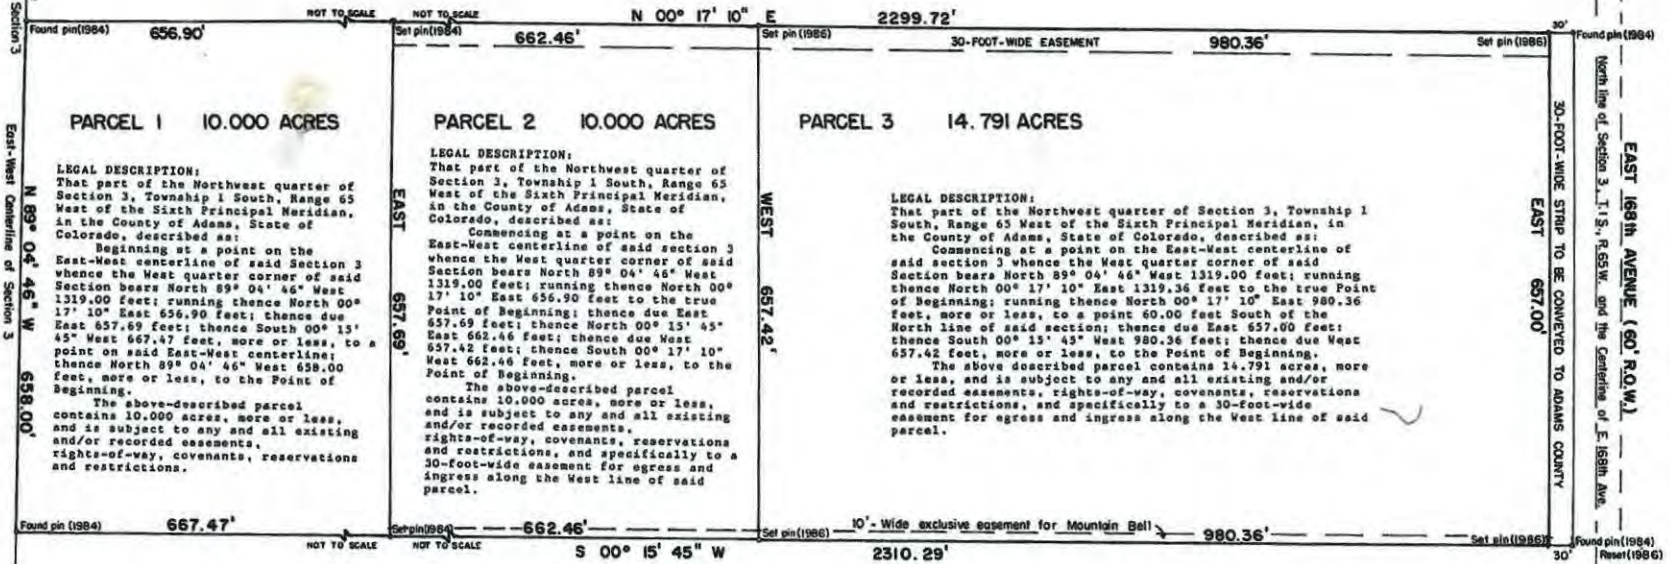 NOT TO SCALE
NOT TO SCALE
N 00° 17' 10" E
2299.72'
Found pin(1984)
656.90'
Set pin(1984)
662.46'
Set pin (1986)
30-FOOT-WIDE EASEMENT
980.36'
Set pin (1986)
30'
Found pin (1984)
Section 3
East-West Centerline of Section 3
N 89° 04' 46" W 658.00'
PARCEL 1 10.000 ACRES
LEGAL DESCRIPTION:
That part of the Northwest quarter of
Section 3, Township 1 South, Range 65
West of the Sixth Principal Meridian,
in the County of Adams, State of
Colorado, described as:
Beginning at a point on the
East-West centerline of said Section 3
whence the West quarter corner of said
Section bears North 89° 04' 46" West
1319.00 feet; running thence North 00°
17' 10" East 656.90 feet; thence due
East 657.69 feet; thence South 00° 15'
45" West 667.47 feet, more or less, to a
point on said East-West centerline;
thence North 89° 04' 46" West 658.00
feet, more or less, to the Point of
Beginning.
The above-described parcel
contains 10.000 acres, more or less,
and is subject to any and all existing
and/or recorded easements,
rights-of-way, covenants, reservations
and restrictions.
EAST 657.69'
PARCEL 2 10.000 ACRES
LEGAL DESCRIPTION:
That part of the Northwest quarter of
Section 3, Township 1 South, Range 65
West of the Sixth Principal Meridian,
in the County of Adams, State of
Colorado, described as:
Commencing at a point on the
East-West centerline of said section 3
whence the West quarter corner of said
Section bears North 89° 04' 46" West
1319.00 feet; running thence North 00°
17' 10" East 656.90 feet to the true
Point of Beginning; thence due East
657.69 feet; thence North 00° 15' 45"
East 662.46 feet; thence due West
657.42 feet; thence South 00° 17' 10"
West 662.46 feet, more or less, to the
Point of Beginning.
The above-described parcel
contains 10.000 acres, more or less,
and is subject to any and all existing
and/or recorded easements,
rights-of-way, covenants, reservations
and restrictions, and specifically to a
30-foot-wide easement for egress and
ingress along the West line of said
parcel.
WEST 657.42'
PARCEL 3 14.791 ACRES
LEGAL DESCRIPTION:
That part of the Northwest quarter of Section 3, Township 1
South, Range 65 West of the Sixth Principal Meridian, in
the County of Adams, State of Colorado, described as:
Commencing at a point on the East-West centerline of
said section 3 whence the West quarter corner of said
Section bears North 89° 04' 46" West 1319.00 feet; running
thence North 00° 17' 10" East 1319.36 feet to the true Point
of Beginning; running thence North 00° 17' 10" East 980.36
feet, more or less, to a point 60.00 feet South of the
North line of said section; thence due East 657.00 feet;
thence South 00° 15' 45" West 980.36 feet; thence due West
657.42 feet, more or less, to the Point of Beginning.
The above described parcel contains 14.791 acres, more
or less, and is subject to any and all existing and/or
recorded easements, rights-of-way, covenants, reservations
and restrictions, and specifically to a 30-foot-wide
easement for egress and ingress along the West line of said
parcel.
EAST 657.00'
30-FOOT-WIDE STRIP TO BE CONVEYED TO ADAMS COUNTY
North line of Section 3, T.1S., R.65W. and the Centerline of E. 168th Ave.
EAST 168th AVENUE (60' R.O.W.)
Found pin (1984)
667.47'
Set pin(1984)
662.46'
Set pin (1986)
10'- Wide exclusive easement for Mountain Bell
980.36'
Set pin (1986)
30'
Found pin (1984)
Reset (1986)
NOT TO SCALE
NOT TO SCALE
S 00° 15' 45" W
2310.29'